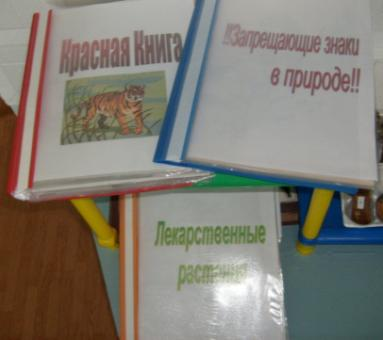 Красная Книга
!!Запрещающие знаки
в природе!!
Лекарственные
растения